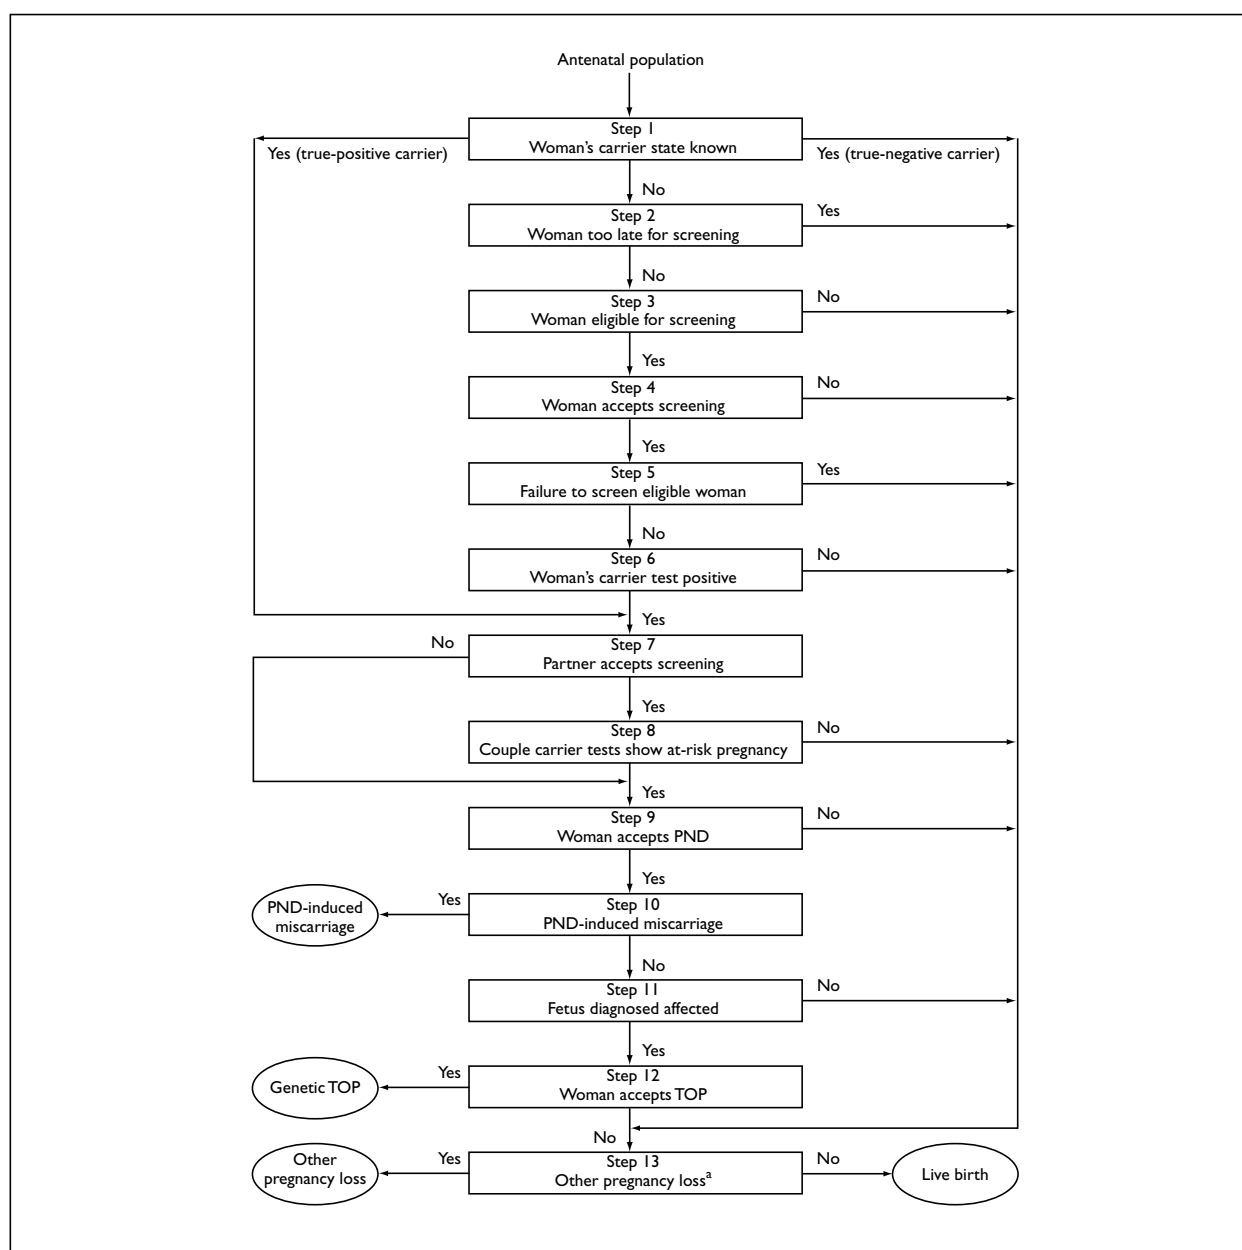 Antenatal population
Step 1
Woman's carrier state known
Yes (true-positive carrier)
Yes (true-negative carrier)
No
Step 2
Woman too late for screening
Yes
No
Step 3
Woman eligible for screening
No
Yes
Step 4
Woman accepts screening
No
Yes
Step 5
Failure to screen eligible woman
Yes
No
Step 6
Woman's carrier test positive
No
Yes
No
Step 7
Partner accepts screening
Yes
Step 8
Couple carrier tests show at-risk pregnancy
No
Yes
Step 9
Woman accepts PND
No
Yes
PND-induced
miscarriage
Yes
Step 10
PND-induced miscarriage
No
Step 11
Fetus diagnosed affected
No
Yes
Genetic TOP
Yes
Step 12
Woman accepts TOP
No
Other
pregnancy loss
Yes
Step 13
Other pregnancy lossᵃ
No
Live birth